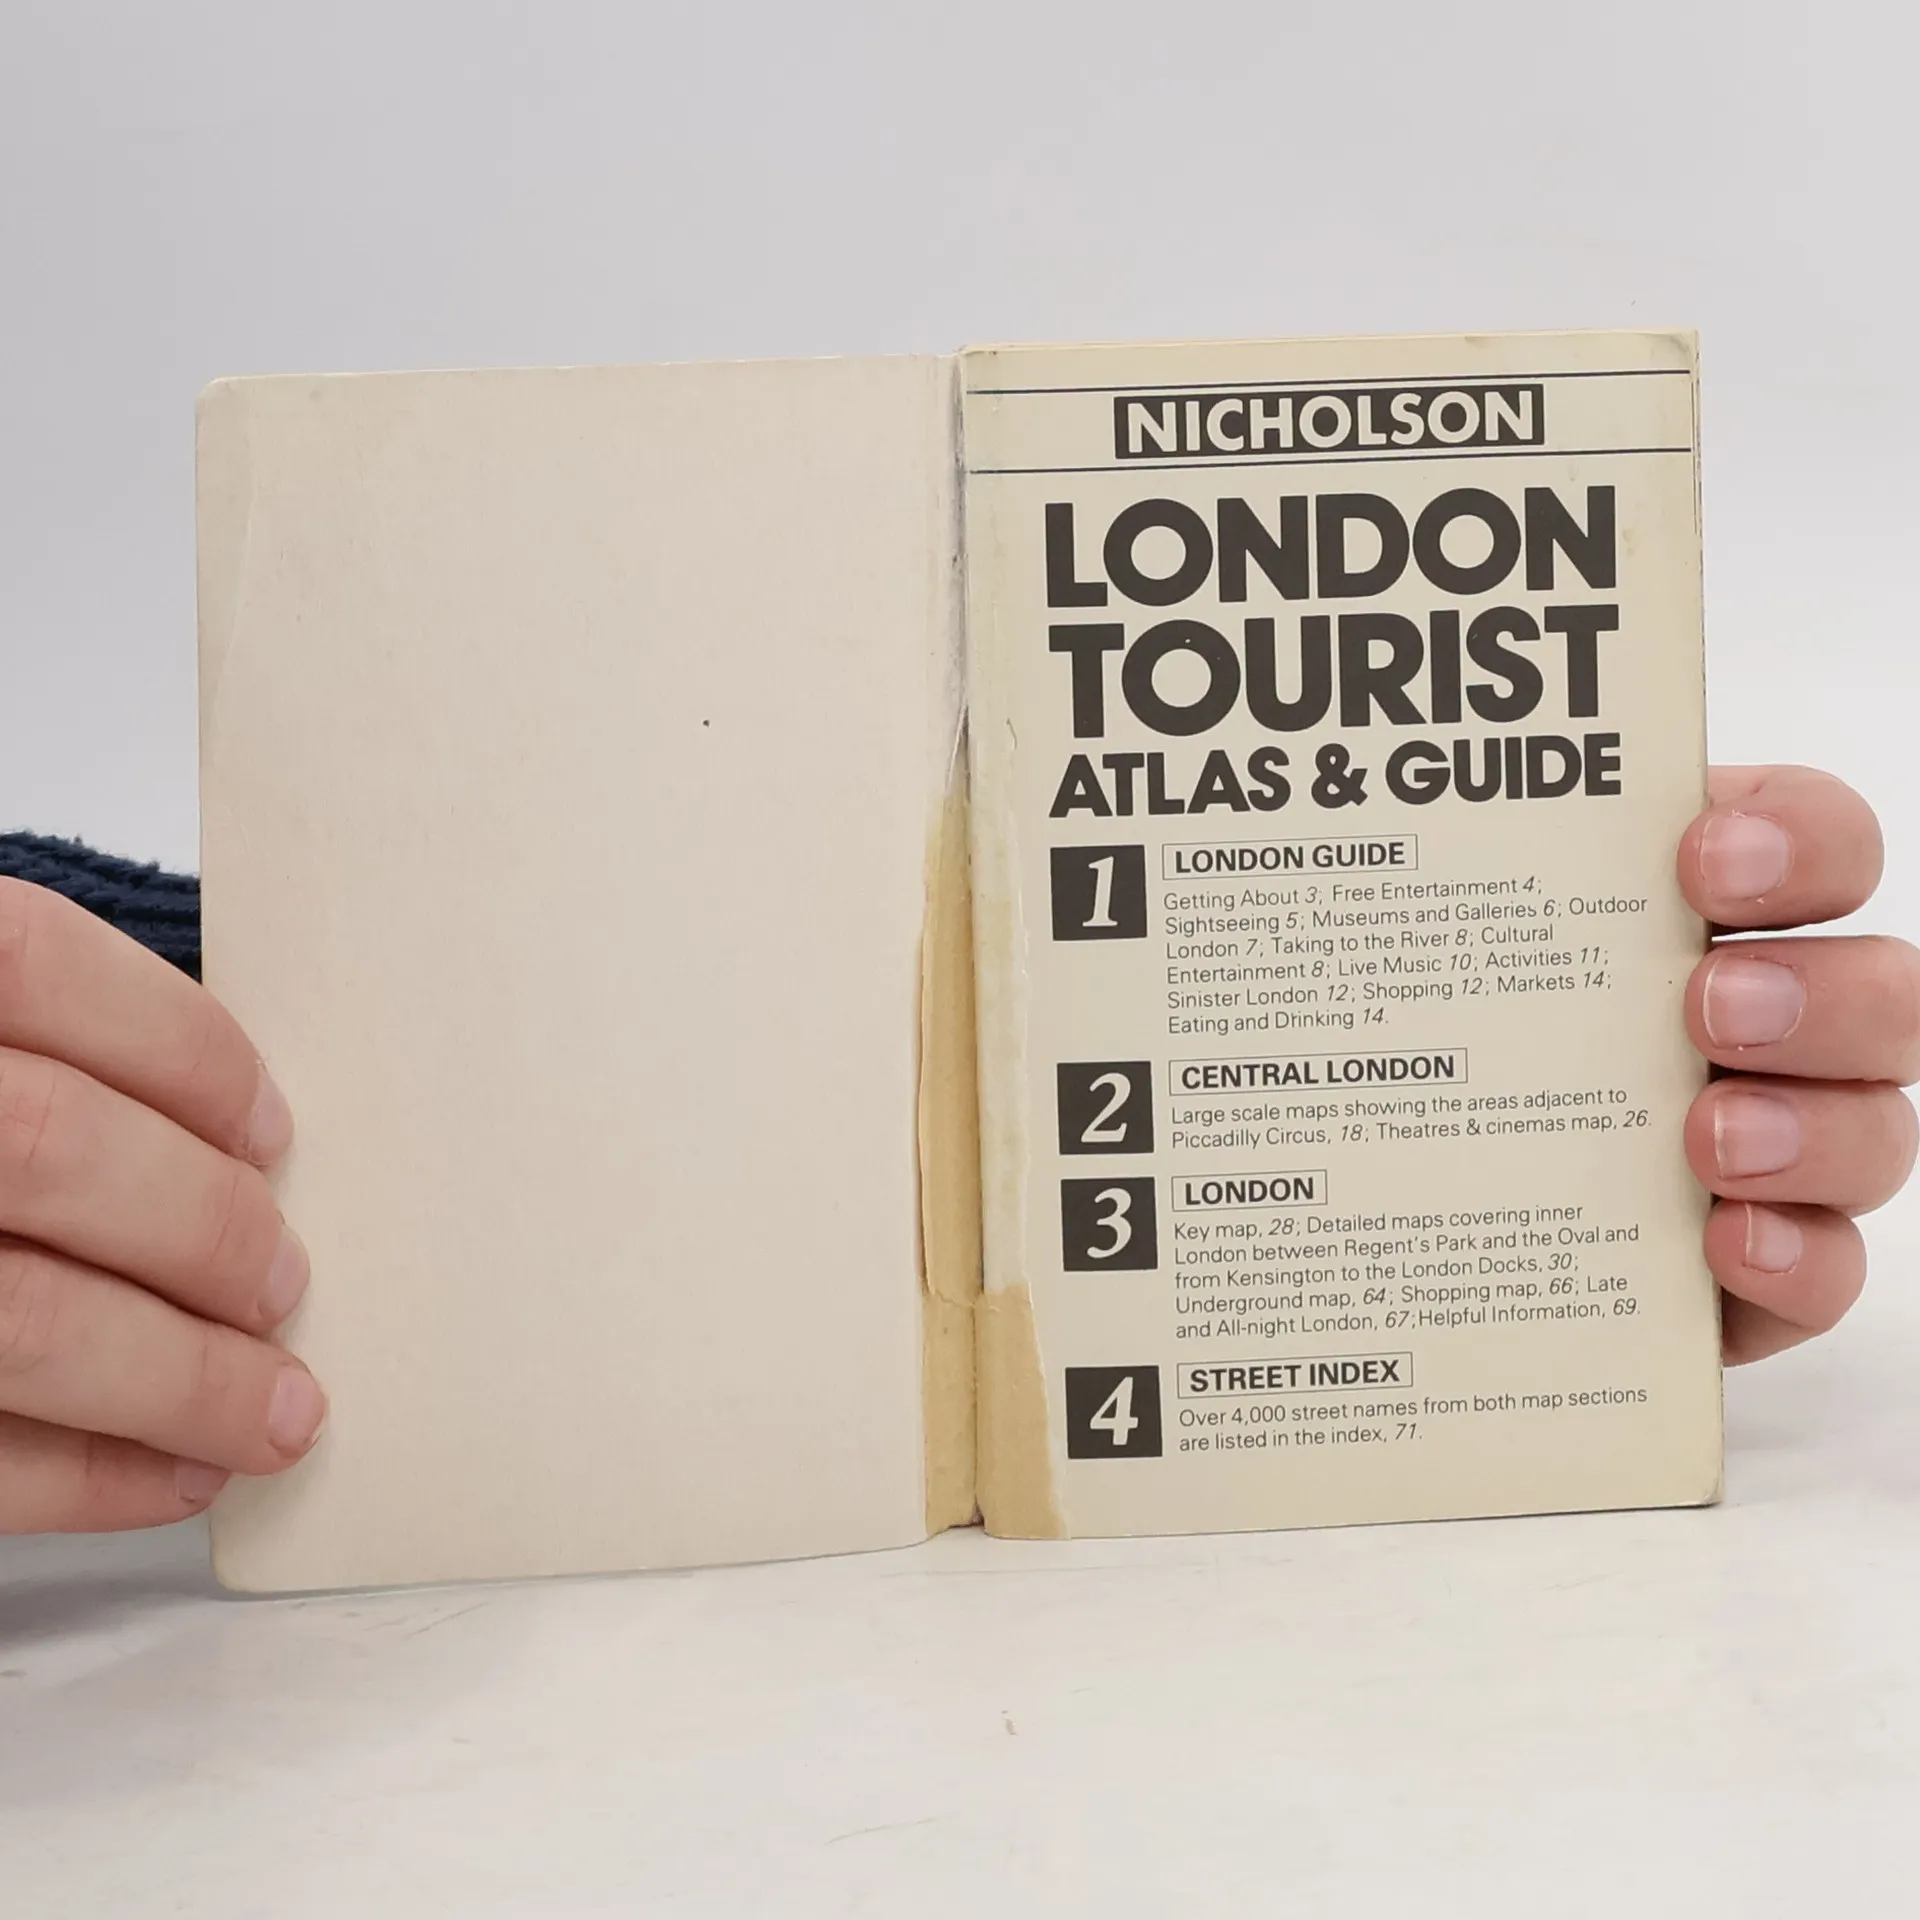 NICHOLSON
LONDON
TOURIST
ATLAS & GUIDE
1
LONDON GUIDE
Getting About 3; Free Entertainment 4;
Sightseeing 5; Museums and Galleries 6; Outdoor
London 7; Taking to the River 8; Cultural
Entertainment 8; Live Music 10; Activities 11;
Sinister London 12; Shopping 12; Markets 14;
Eating and Drinking 14.
2
CENTRAL LONDON
Large scale maps showing the areas adjacent to
Piccadilly Circus, 18; Theatres & cinemas map, 26.
3
LONDON
Key map, 28; Detailed maps covering inner
London between Regent's Park and the Oval and
from Kensington to the London Docks, 30;
Underground map, 64; Shopping map, 66; Late
and All-night London, 67; Helpful Information, 69.
4
STREET INDEX
Over 4,000 street names from both map sections
are listed in the index, 71.